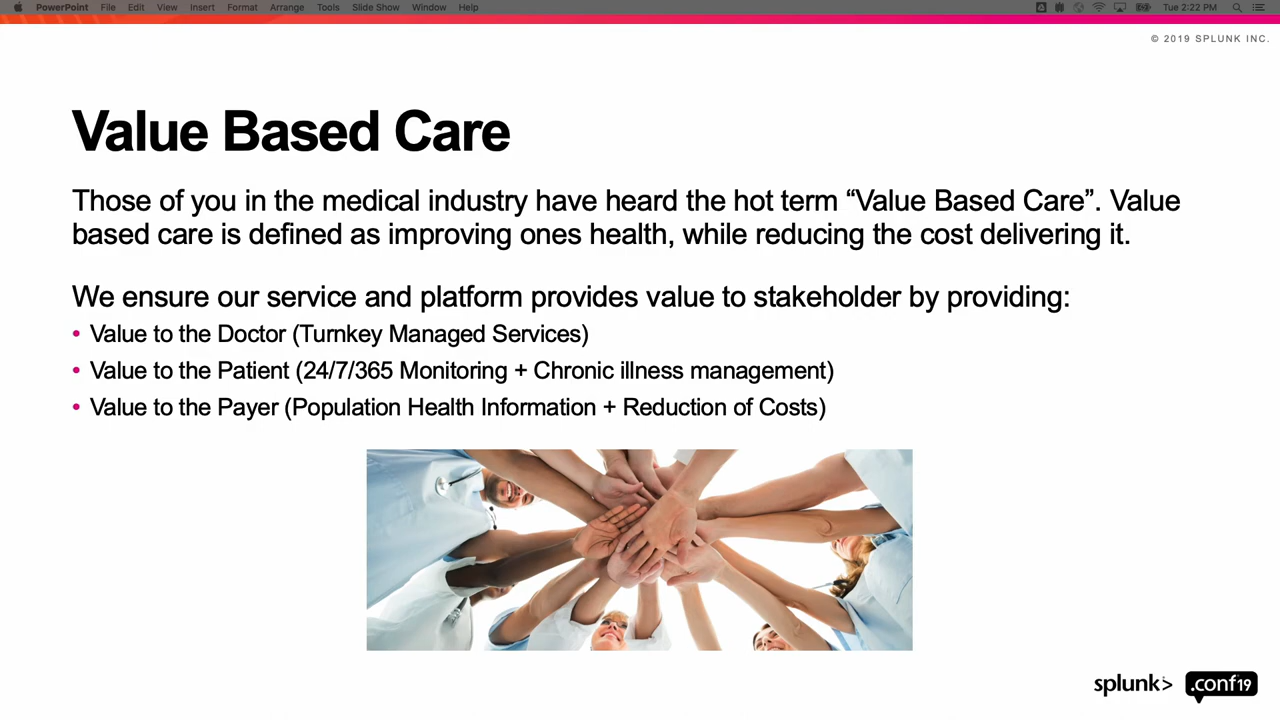 PowerPoint File Edit View Insert Format Arrange Tools Slide Show Window Help Tue 2:22 PM
© 2019 SPLUNK INC.
Value Based Care
Those of you in the medical industry have heard the hot term “Value Based Care”. Value
based care is defined as improving ones health, while reducing the cost delivering it.
We ensure our service and platform provides value to stakeholder by providing:
• Value to the Doctor (Turnkey Managed Services)
• Value to the Patient (24/7/365 Monitoring + Chronic illness management)
• Value to the Payer (Population Health Information + Reduction of Costs)
splunk> .conf19